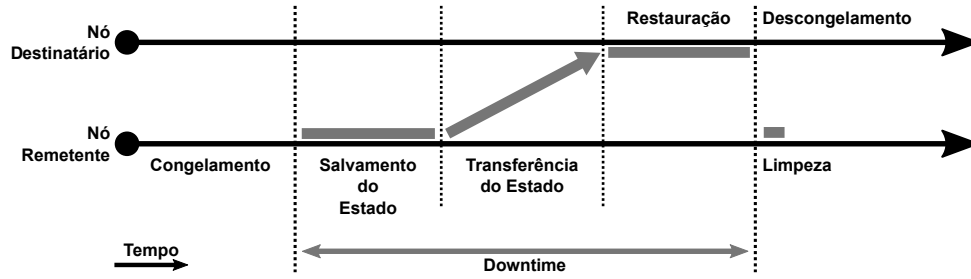 Restauração
Descongelamento
Nó
Destinatário
Nó
Remetente
Congelamento
Salvamento
do
Estado
Transferência
do Estado
Limpeza
Tempo
Downtime